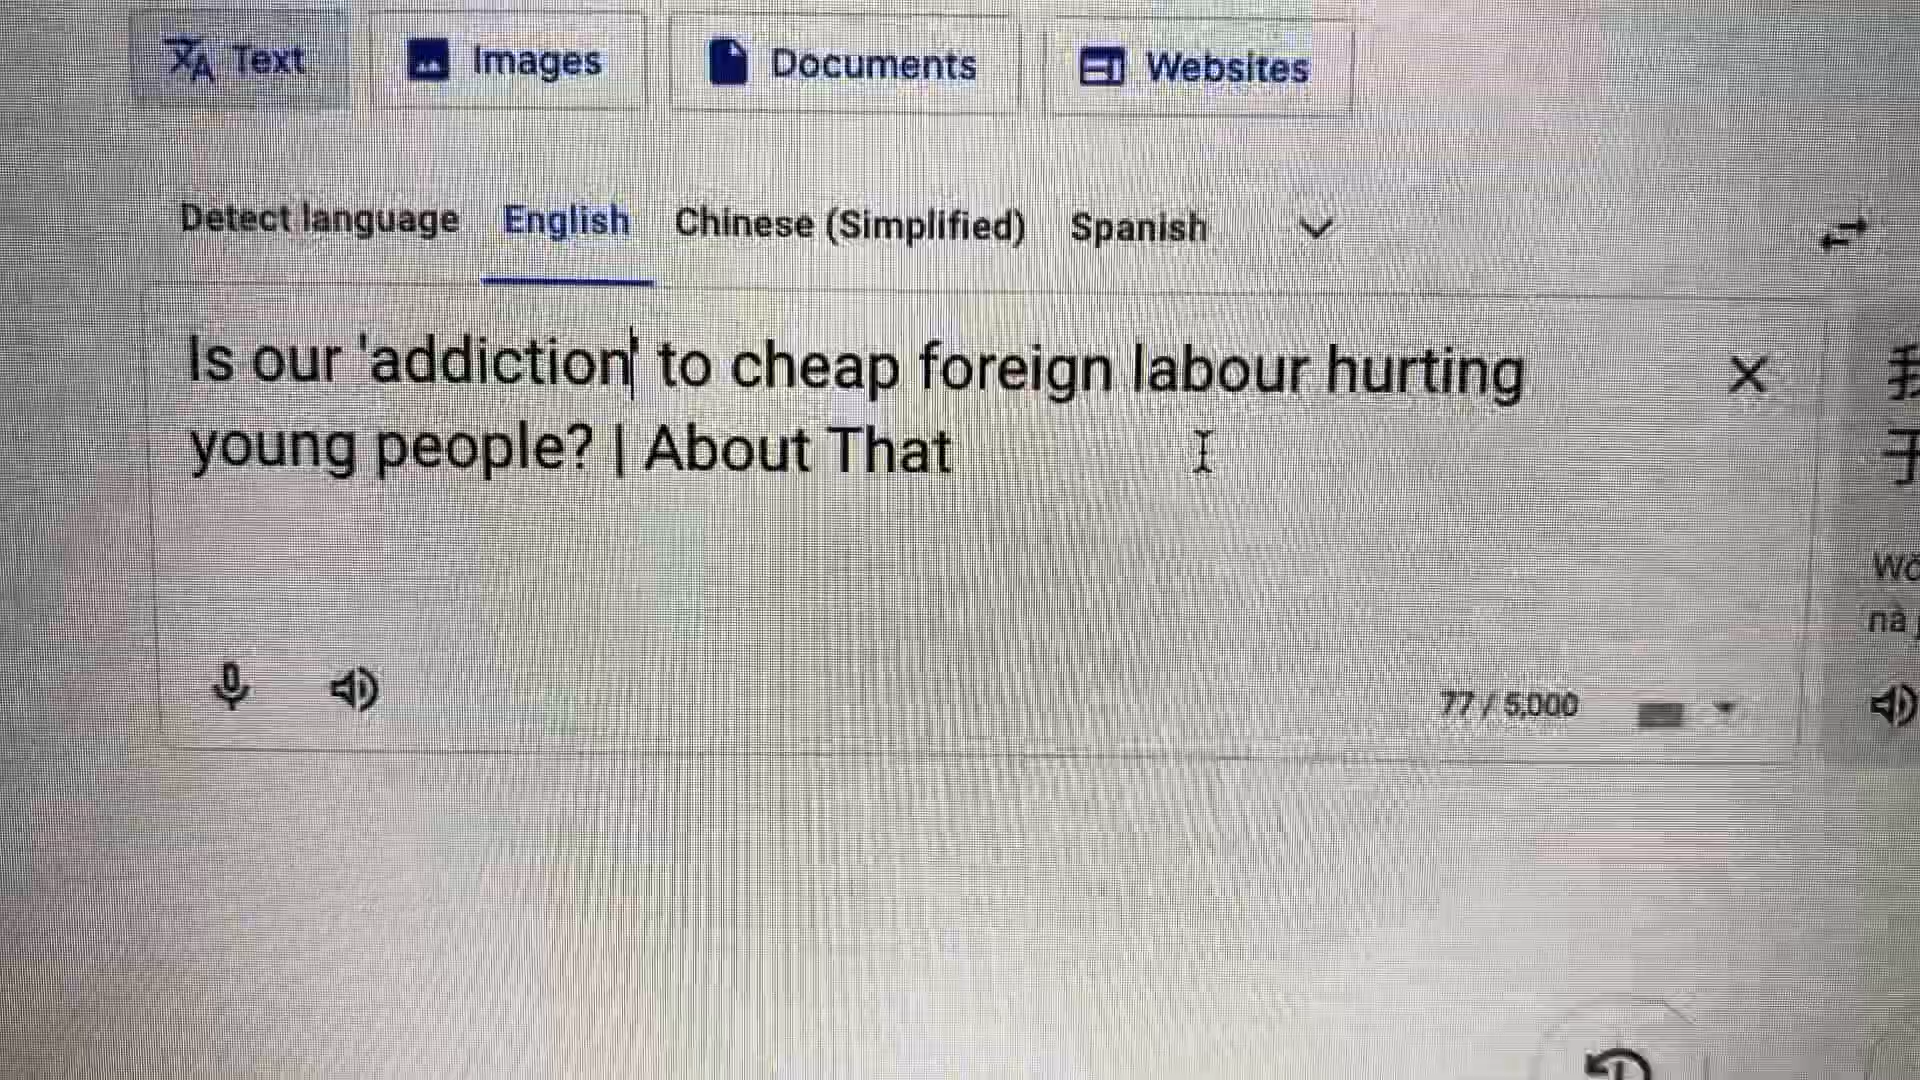 Text Images Documents Websites
Detect language English Chinese (Simplified) Spanish
Is our 'addiction' to cheap foreign labour hurting
young people? | About That
77 / 5,000